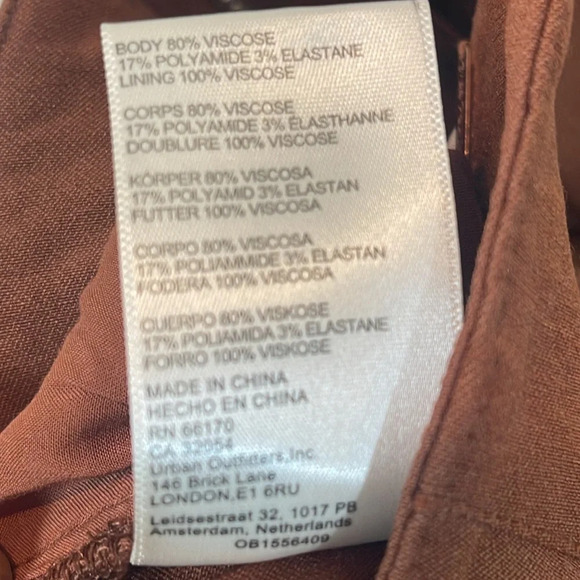 BODY 80% VISCOSE
17% POLYAMIDE 3% ELASTANE
LINING 100% VISCOSE
CORPS 80% VISCOSE
17% POLYAMIDE 3% ÉLASTHANNE
DOUBLURE 100% VISCOSE
KÖRPER 80% VISCOSA
17% POLYAMID 3% ELASTAN
FUTTER 100% VISCOSA
CORPO 80% VISCOSA
17% POLIAMMIDE 3% ELASTAN
FODERA 100% VISCOSA
CUERPO 80% VISKOSE
17% POLIAMIDA 3% ELASTANE
FORRO 100% VISKOSE
MADE IN CHINA
HECHO EN CHINA
RN 66170
CA 32054
Urban Outfitters,Inc
146 Brick Lane
LONDON,E1 6RU
Leidsestraat 32, 1017 PB
Amsterdam, Netherlands
OB1556409